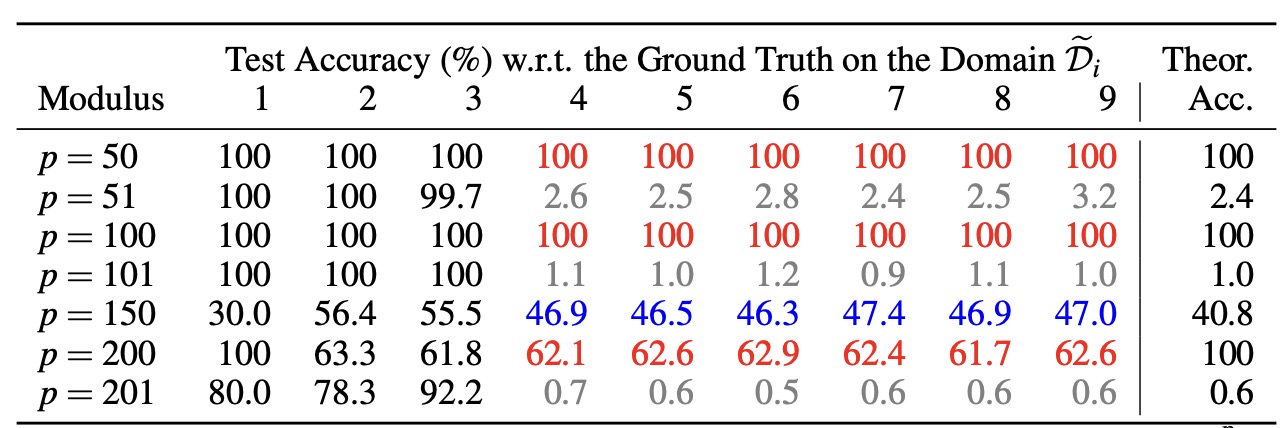 Test Accuracy (%) w.r.t. the Ground Truth on the Domain D̃ᵢ Theor.
Modulus 1 2 3 4 5 6 7 8 9 Acc.
p = 50 100 100 100 100 100 100 100 100 100 100
p = 51 100 100 99.7 2.6 2.5 2.8 2.4 2.5 3.2 2.4
p = 100 100 100 100 100 100 100 100 100 100 100
p = 101 100 100 100 1.1 1.0 1.2 0.9 1.1 1.0 1.0
p = 150 30.0 56.4 55.5 46.9 46.5 46.3 47.4 46.9 47.0 40.8
p = 200 100 63.3 61.8 62.1 62.6 62.9 62.4 61.7 62.6 100
p = 201 80.0 78.3 92.2 0.7 0.6 0.5 0.6 0.6 0.6 0.6